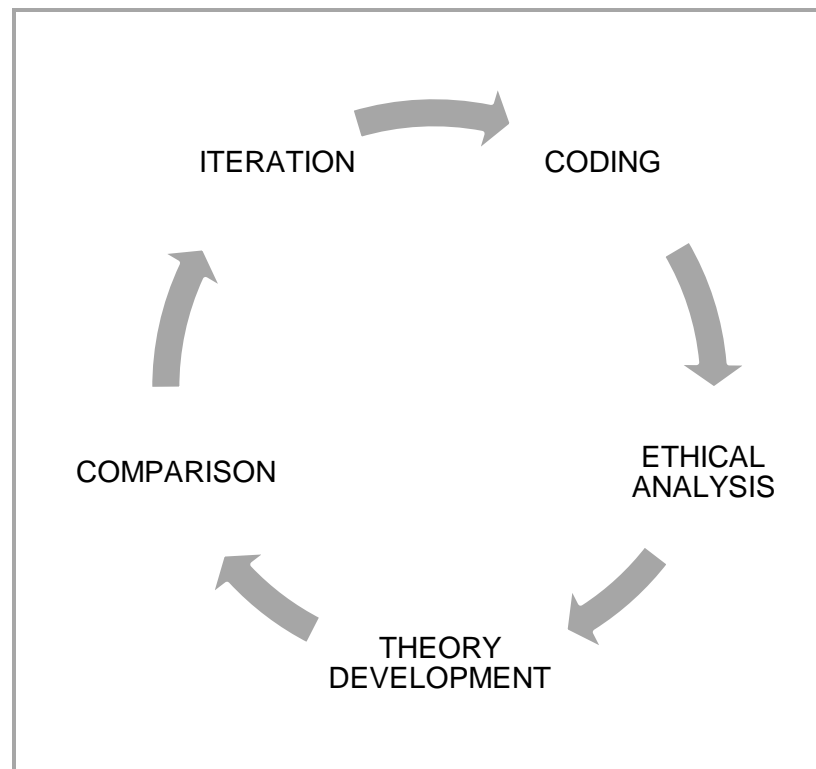 ITERATION
CODING
ETHICAL
ANALYSIS
THEORY
DEVELOPMENT
COMPARISON